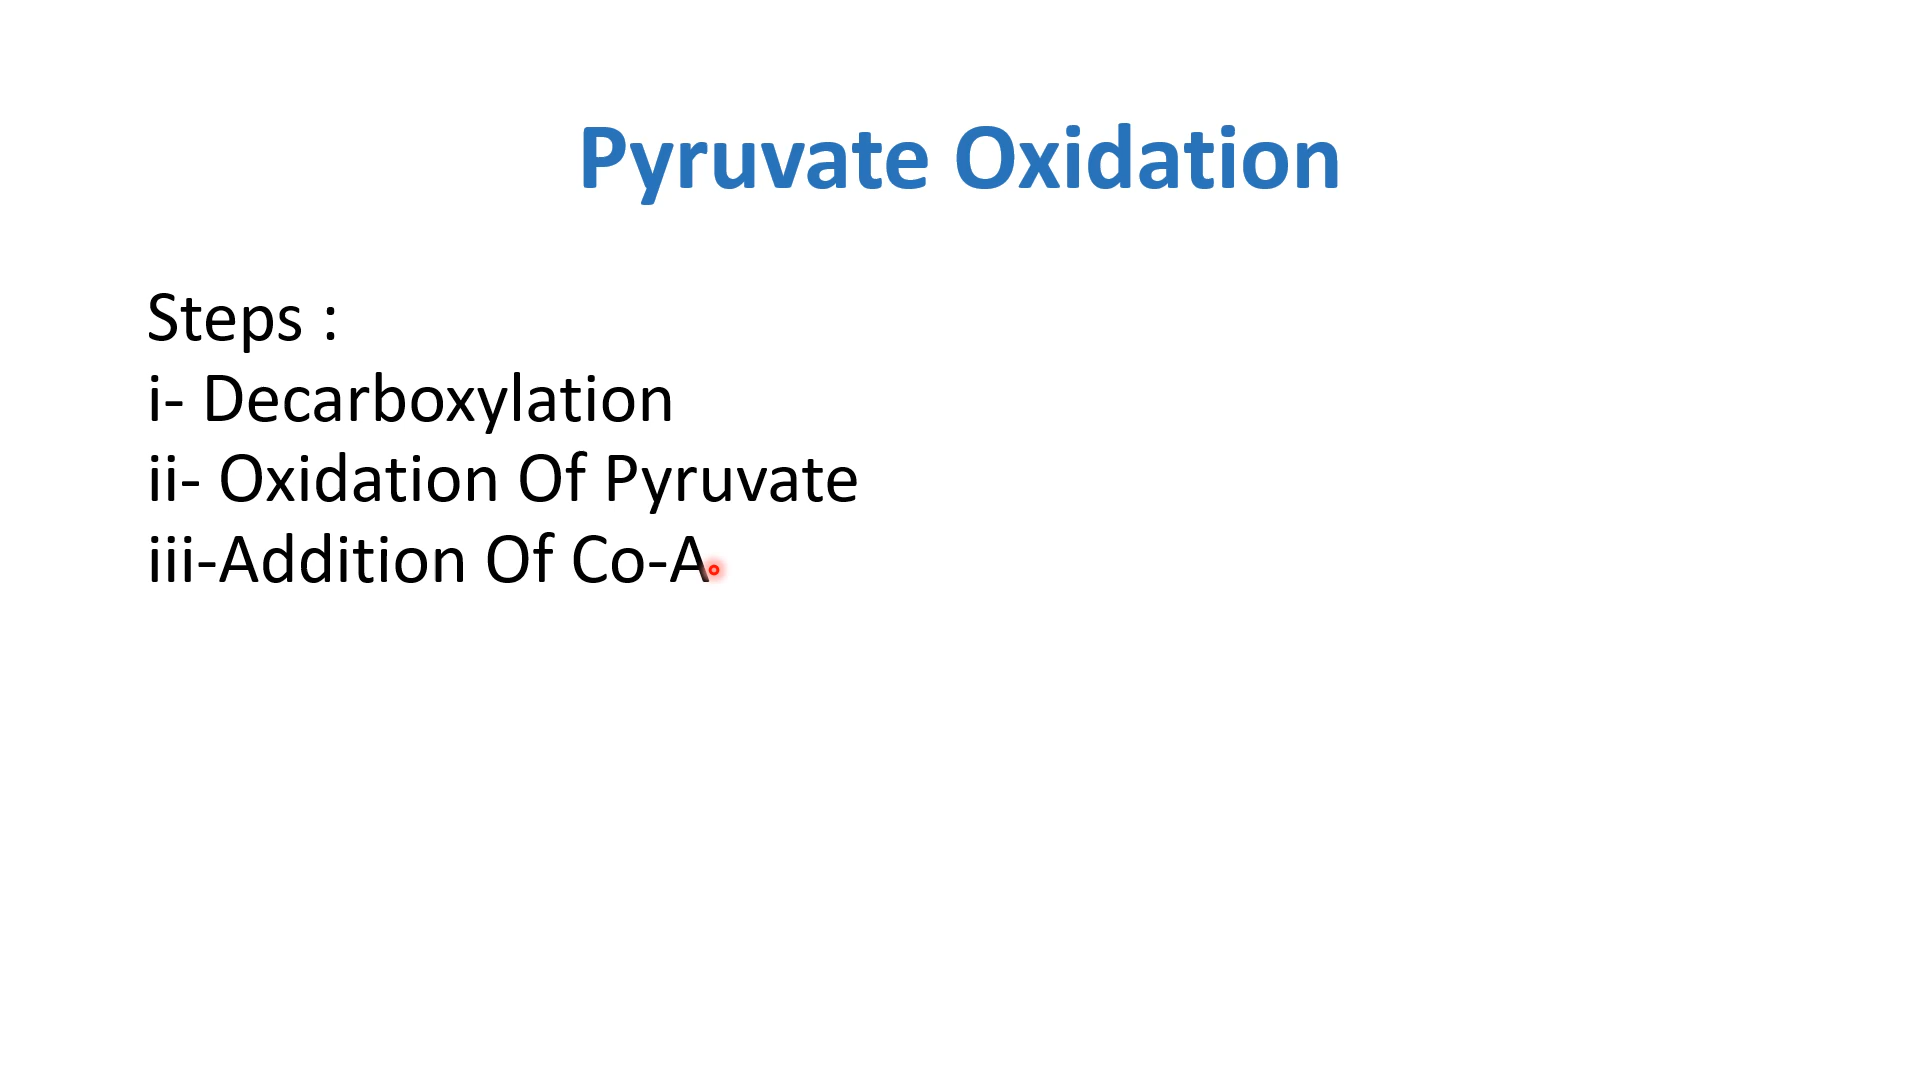 Pyruvate Oxidation
Steps :
i- Decarboxylation
ii- Oxidation Of Pyruvate
iii-Addition Of Co-A